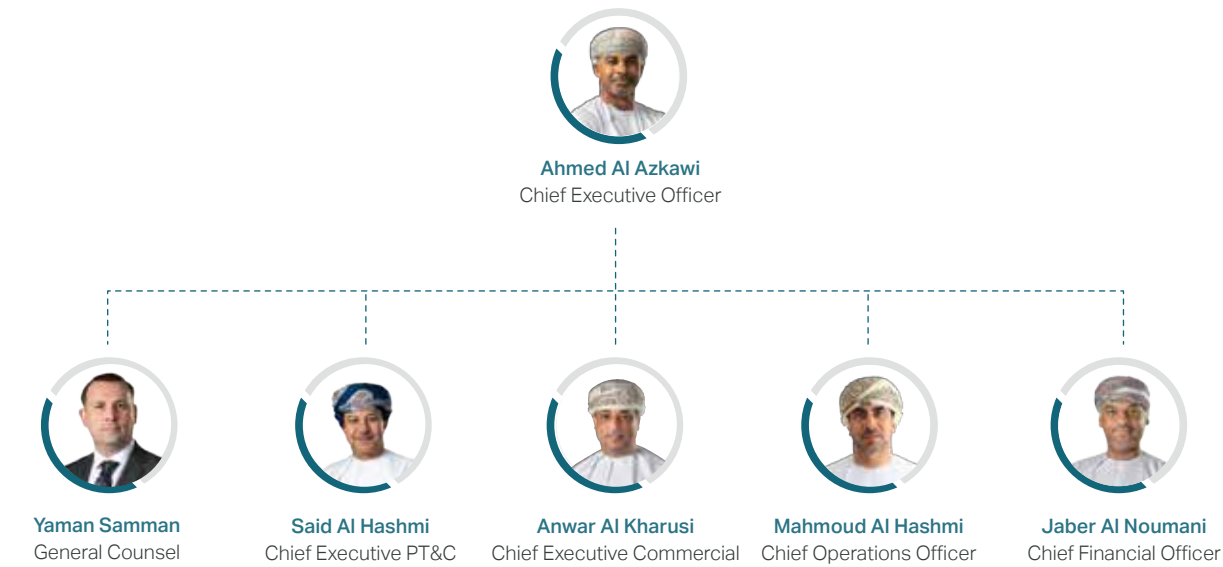 Ahmed Al Azkawi
Chief Executive Officer
Yaman Samman
General Counsel
Said Al Hashmi
Chief Executive PT&C
Anwar Al Kharusi
Chief Executive Commercial
Mahmoud Al Hashmi
Chief Operations Officer
Jaber Al Noumani
Chief Financial Officer